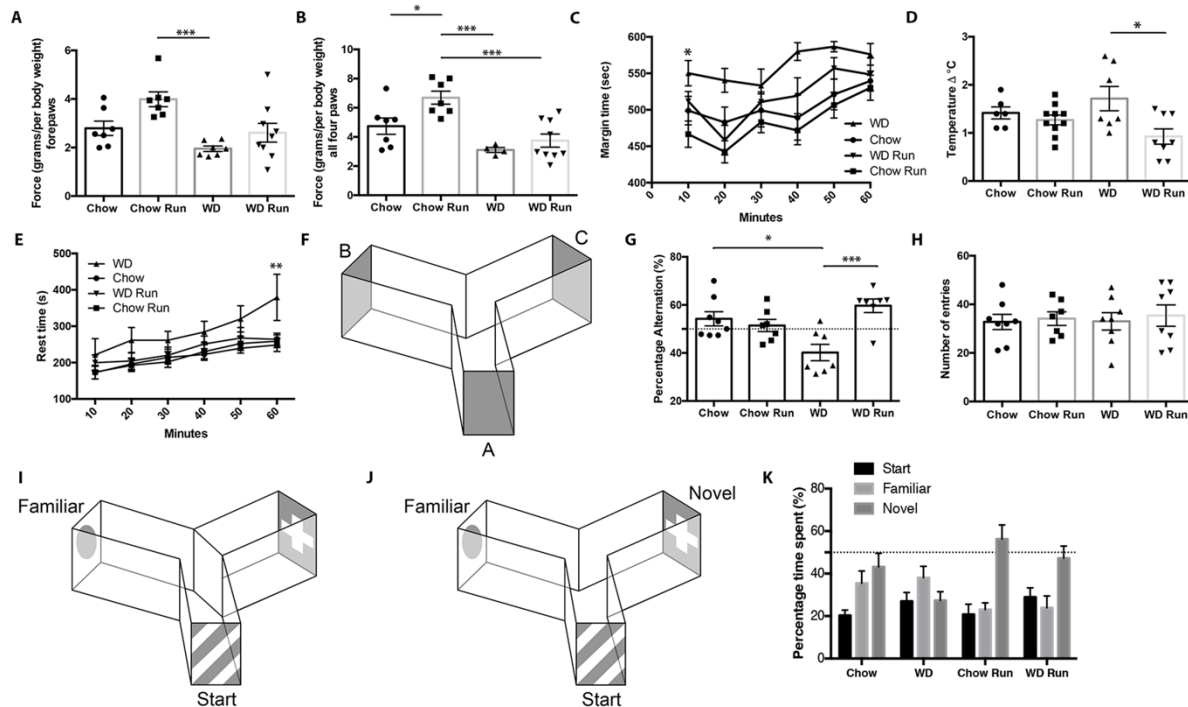 A
Force (grams/per body weight)
forepaws
6
4
2
0
***
Chow
Chow Run
WD
WD Run
B
Force (grams/per body weight)
all four paws
10
8
6
4
2
0
*
***
***
Chow
Chow Run
WD
WD Run
C
Margin time (sec)
600
550
500
450
400
*
10
20
30
40
50
60
Minutes
WD
Chow
WD Run
Chow Run
D
Temperature Δ °C
3
2
1
0
*
Chow
Chow Run
WD
WD Run
E
Rest time (s)
500
400
300
200
100
WD
Chow
WD Run
Chow Run
**
10
20
30
40
50
60
Minutes
F
B
C
A
G
Percentage Alternation (%)
80
60
40
20
*
***
Chow
Chow Run
WD
WD Run
H
Number of entries
60
40
20
0
Chow
Chow Run
WD
WD Run
I
Familiar
Start
J
Familiar
Novel
Start
K
Start
Familiar
Novel
Percentage time spent (%)
80
60
40
20
0
Chow
WD
Chow Run
WD Run